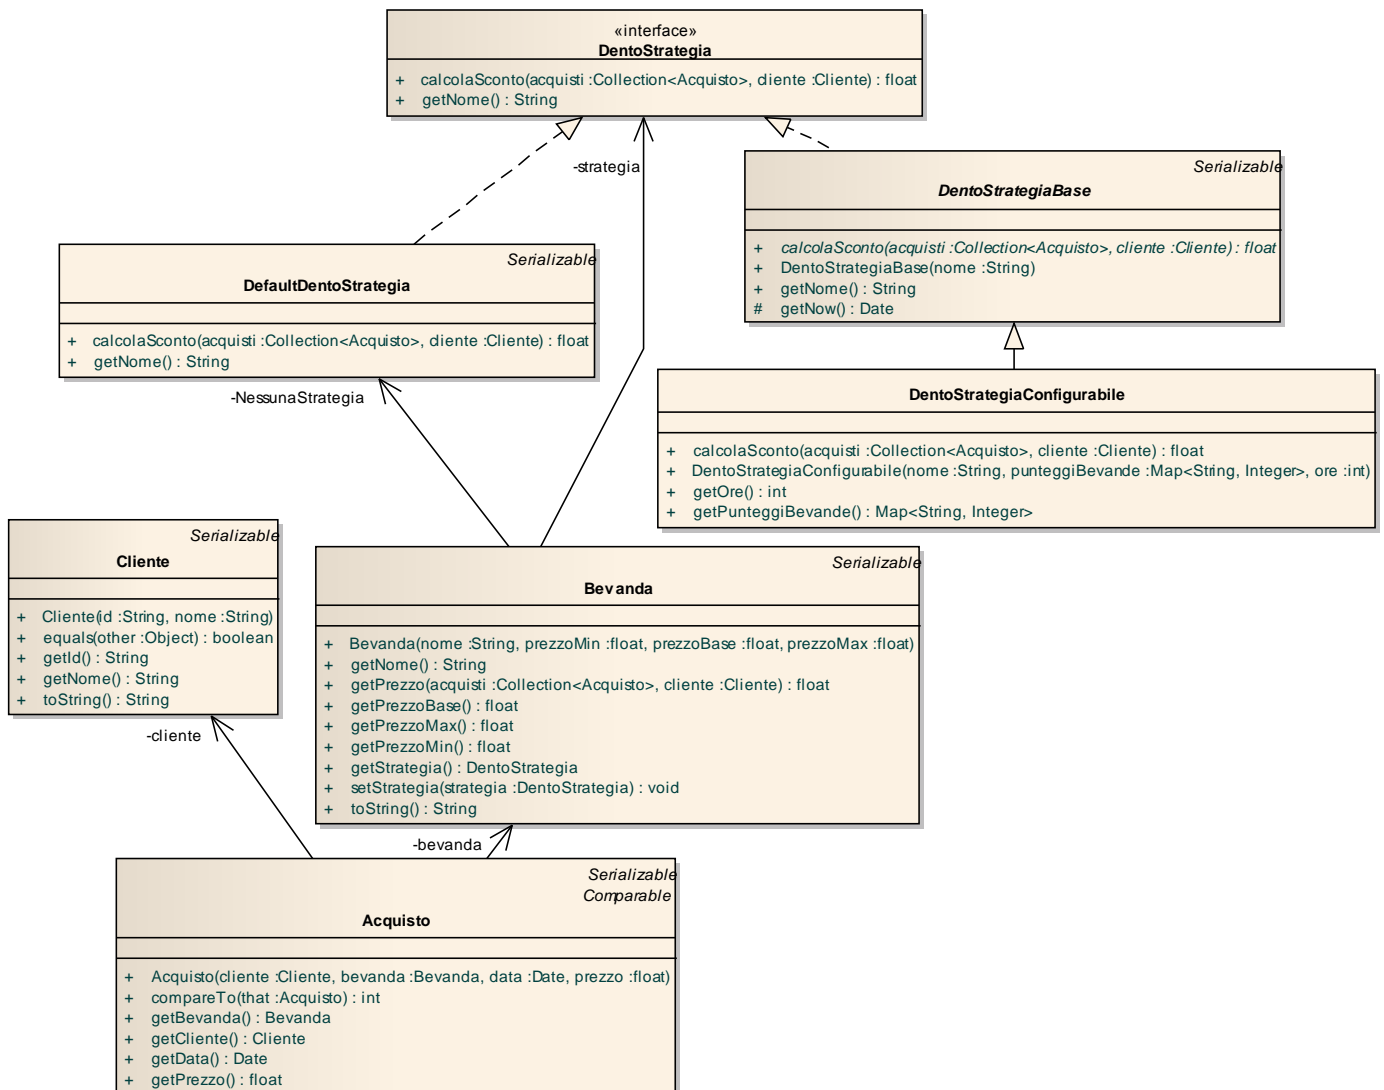 «interface»
DentoStrategia
+ calcolaSconto(acquisti :Collection<Acquisto>, cliente :Cliente) : float
+ getNome() : String
-strategia
Serializable
DentoStrategiaBase
+ calcolaSconto(acquisti :Collection<Acquisto>, cliente :Cliente) : float
+ DentoStrategiaBase(nome :String)
+ getNome() : String
# getNow() : Date
Serializable
DefaultDentoStrategia
+ calcolaSconto(acquisti :Collection<Acquisto>, cliente :Cliente) : float
+ getNome() : String
-NessunaStrategia
DentoStrategiaConfigurabile
+ calcolaSconto(acquisti :Collection<Acquisto>, cliente :Cliente) : float
+ DentoStrategiaConfigurabile(nome :String, punteggiBevande :Map<String, Integer>, ore :int)
+ getOre() : int
+ getPunteggiBevande() : Map<String, Integer>
Serializable
Cliente
+ Cliente(id :String, nome :String)
+ equals(other :Object) : boolean
+ getId() : String
+ getNome() : String
+ toString() : String
Serializable
Bevanda
+ Bevanda(nome :String, prezzoMin :float, prezzoBase :float, prezzoMax :float)
+ getNome() : String
+ getPrezzo(acquisti :Collection<Acquisto>, cliente :Cliente) : float
+ getPrezzoBase() : float
+ getPrezzoMax() : float
+ getPrezzoMin() : float
+ getStrategia() : DentoStrategia
+ setStrategia(strategia :DentoStrategia) : void
+ toString() : String
-cliente
-bevanda
Serializable
Comparable
Acquisto
+ Acquisto(cliente :Cliente, bevanda :Bevanda, data :Date, prezzo :float)
+ compareTo(that :Acquisto) : int
+ getBevanda() : Bevanda
+ getCliente() : Cliente
+ getData() : Date
+ getPrezzo() : float